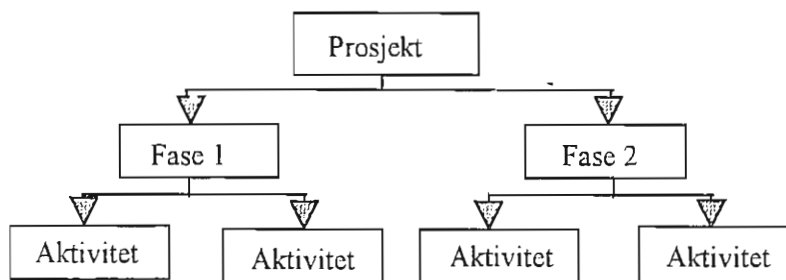 Prosjekt
Fase 1
Fase 2
Aktivitet
Aktivitet
Aktivitet
Aktivitet